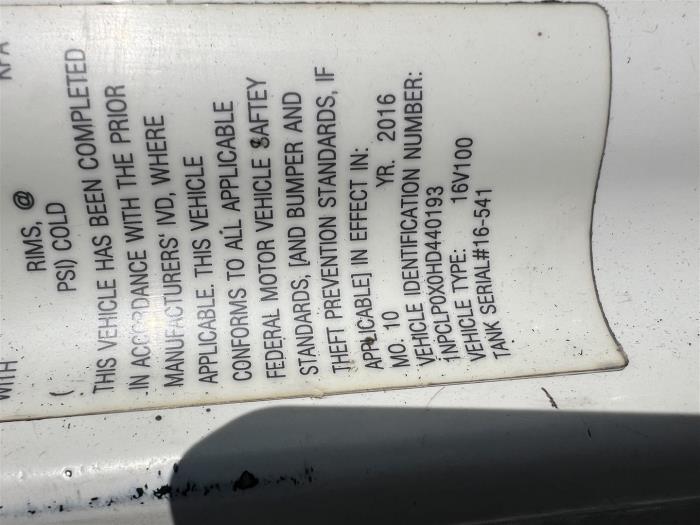 WITH KPA
RIMS, @
( PSI) COLD
THIS VEHICLE HAS BEEN COMPLETED
IN ACCORDANCE WITH THE PRIOR
MANUFACTURERS' IVD, WHERE
APPLICABLE. THIS VEHICLE
CONFORMS TO ALL APPLICABLE
FEDERAL MOTOR VEHICLE SAFTEY
STANDARDS, [AND BUMPER AND
THEFT PREVENTION STANDARDS, IF
APPLICABLE] IN EFFECT IN:
MO. 10 YR. 2016
VEHICLE IDENTIFICATION NUMBER:
1NPCLP0X0HD440193
VEHICLE TYPE: 16V100
TANK SERIAL#16-541